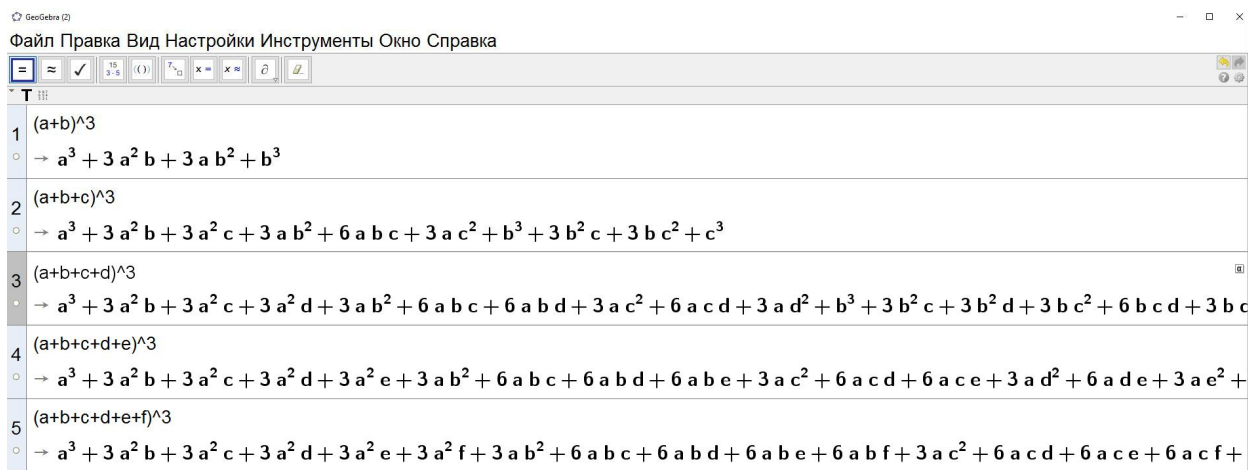 GeoGebra (2)
Файл Правка Вид Настройки Инструменты Окно Справка
= ≈ ✓ 15 3·5 (( )) 7 x = x ≈ ∂
T
1 (a+b)^3
→ a³ + 3 a² b + 3 a b² + b³
2 (a+b+c)^3
→ a³ + 3 a² b + 3 a² c + 3 a b² + 6 a b c + 3 a c² + b³ + 3 b² c + 3 b c² + c³
3 (a+b+c+d)^3
→ a³ + 3 a² b + 3 a² c + 3 a² d + 3 a b² + 6 a b c + 6 a b d + 3 a c² + 6 a c d + 3 a d² + b³ + 3 b² c + 3 b² d + 3 b c² + 6 b c d + 3 b
4 (a+b+c+d+e)^3
→ a³ + 3 a² b + 3 a² c + 3 a² d + 3 a² e + 3 a b² + 6 a b c + 6 a b d + 6 a b e + 3 a c² + 6 a c d + 6 a c e + 3 a d² + 6 a d e + 3 a e² +
5 (a+b+c+d+e+f)^3
→ a³ + 3 a² b + 3 a² c + 3 a² d + 3 a² e + 3 a² f + 3 a b² + 6 a b c + 6 a b d + 6 a b e + 6 a b f + 3 a c² + 6 a c d + 6 a c e + 6 a c f +